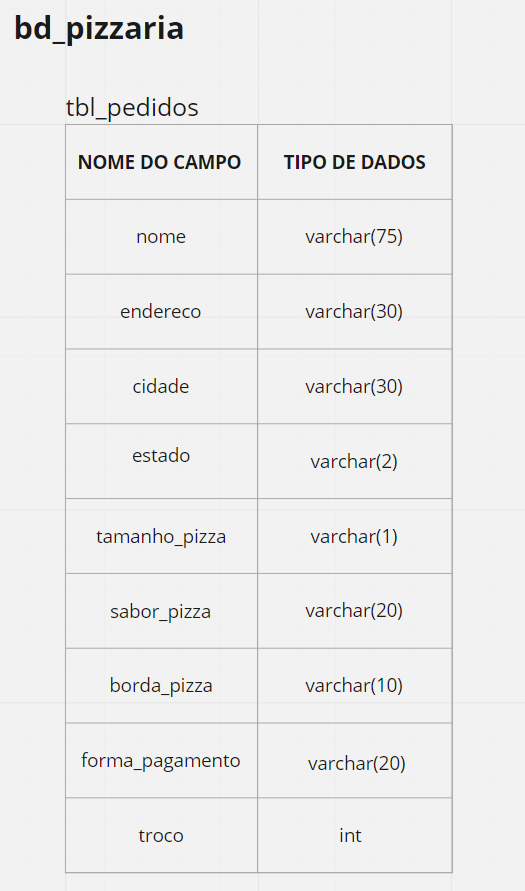 bd_pizzaria
tbl_pedidos
NOME DO CAMPO TIPO DE DADOS
nome varchar(75)
endereco varchar(30)
cidade varchar(30)
estado varchar(2)
tamanho_pizza varchar(1)
sabor_pizza varchar(20)
borda_pizza varchar(10)
forma_pagamento varchar(20)
troco int